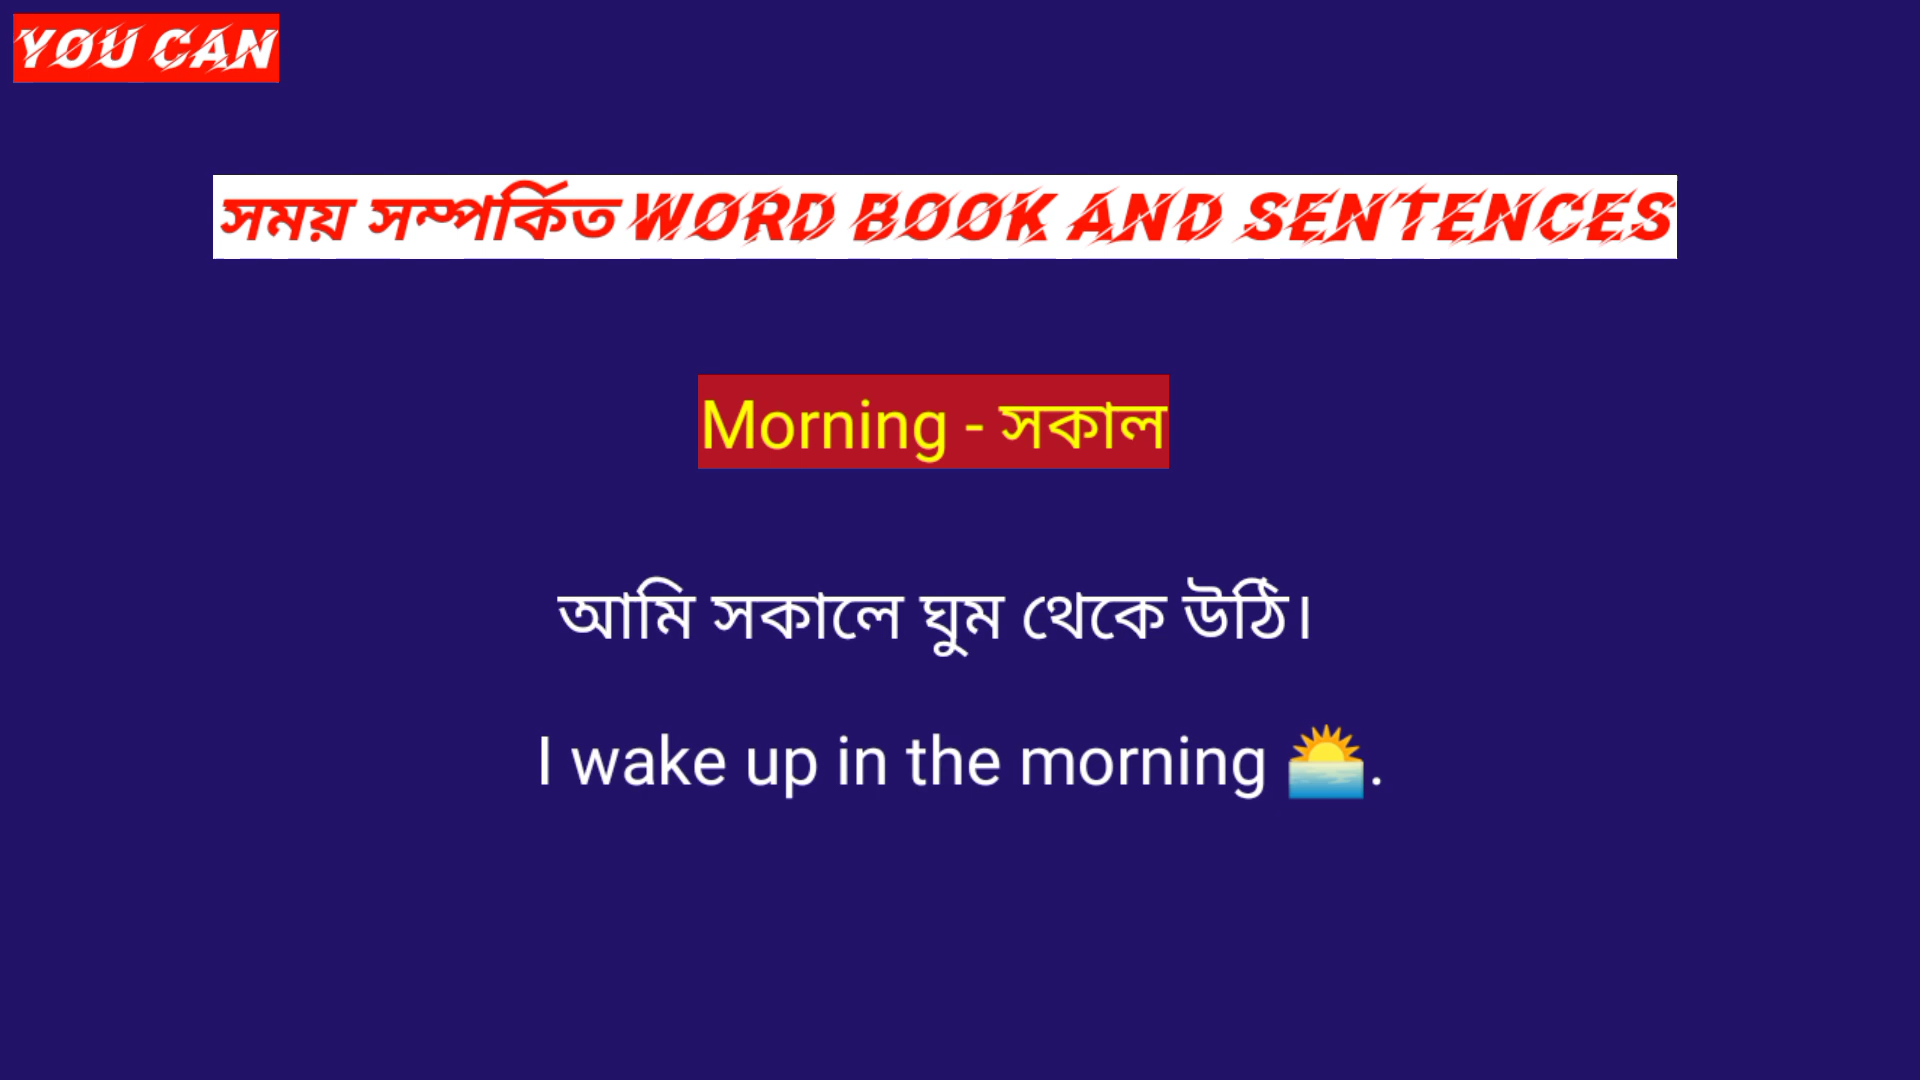 YOU CAN
সময় সম্পর্কিত WORD BOOK AND SENTENCES
Morning - সকাল
আমি সকালে ঘুম থেকে উঠি।
I wake up in the morning 🌅.